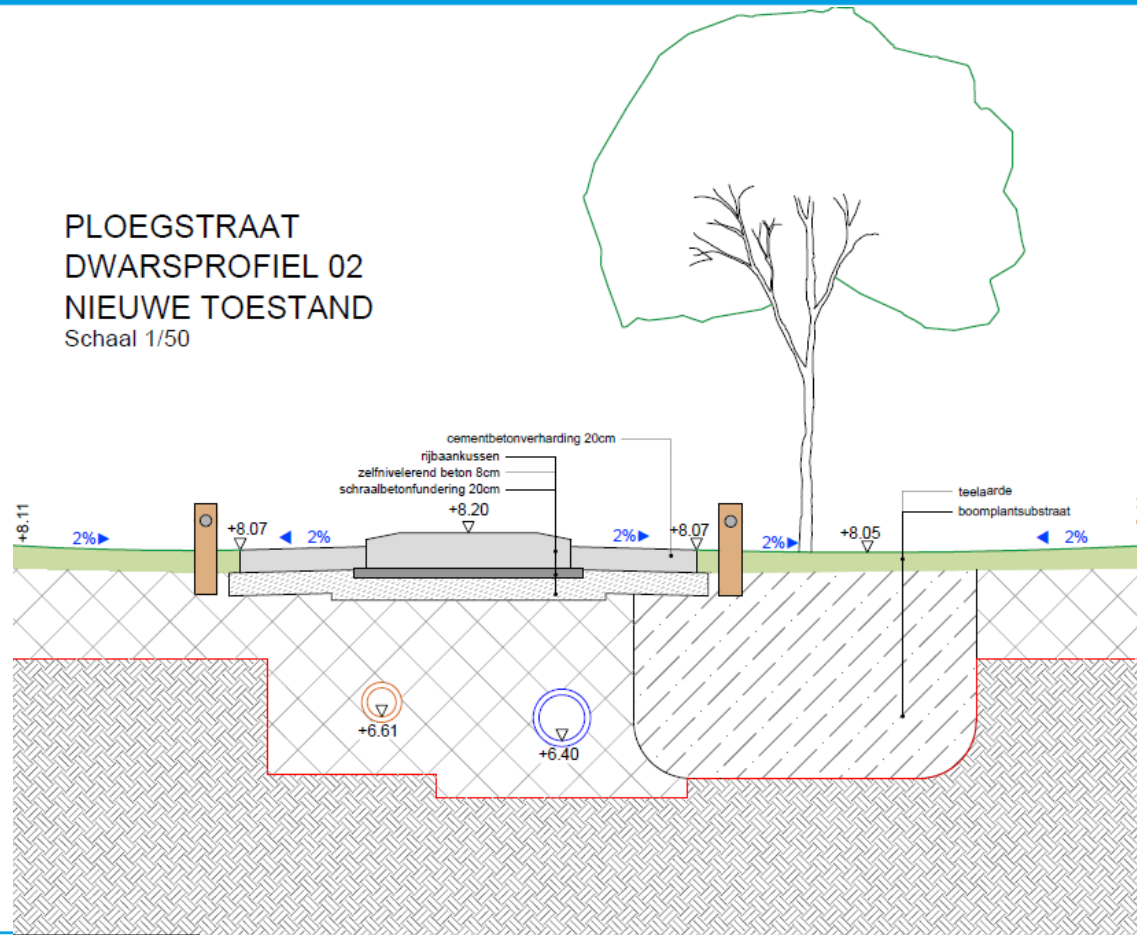 PLOEGSTRAAT
DWARSPROFIEL 02
NIEUWE TOESTAND
Schaal 1/50
cementbetonverharding 20cm
rijbaankussen
zelfnivelerend beton 8cm
schraalbetonfundering 20cm
teelaarde
boomplantsubstraat
+8.11
2%
+8.07
2%
+8.20
2%
+8.07
2%
+8.05
2%
+6.61
+6.40